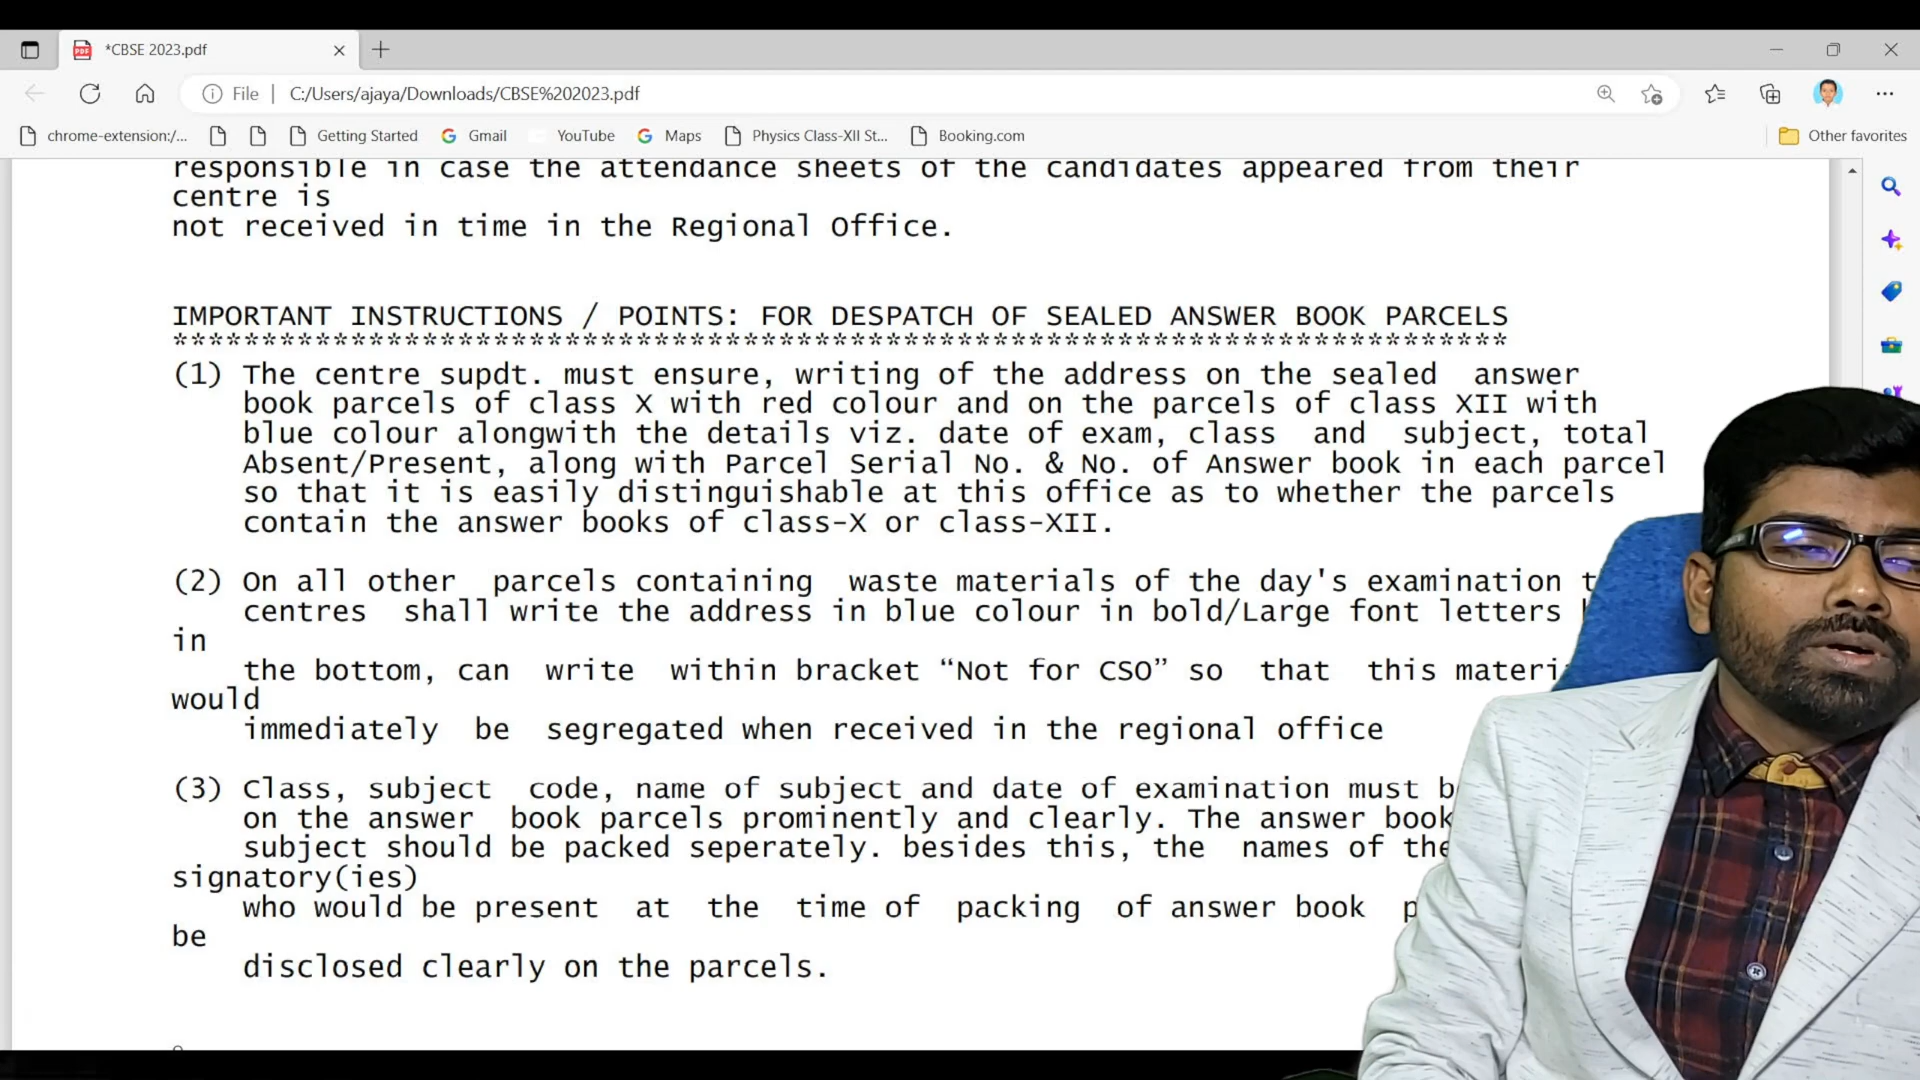 *CBSE 2023.pdf
File C:/Users/ajaya/Downloads/CBSE%202023.pdf
chrome-extension:/... Getting Started Gmail YouTube Maps Physics Class-XII St... Booking.com Other favorites
responsible in case the attendance sheets of the candidates appeared from their
centre is
not received in time in the Regional Office.
IMPORTANT INSTRUCTIONS / POINTS: FOR DESPATCH OF SEALED ANSWER BOOK PARCELS
***************************************************************************
(1) The centre supdt. must ensure, writing of the address on the sealed answer
book parcels of class X with red colour and on the parcels of class XII with
blue colour alongwith the details viz. date of exam, class and subject, total
Absent/Present, along with Parcel Serial No. & No. of Answer book in each parcel
so that it is easily distinguishable at this office as to whether the parcels
contain the answer books of class-X or class-XII.
(2) On all other parcels containing waste materials of the day's examination
centres shall write the address in blue colour in bold/Large font letters
in
the bottom, can write within bracket “Not for CSO” so that this
would
immediately be segregated when received in the regional office
(3) Class, subject code, name of subject and date of examination must
on the answer book parcels prominently and clearly. The answer book
subject should be packed seperately. besides this, the names of the
signatory(ies)
who would be present at the time of packing of answer book
be
disclosed clearly on the parcels.